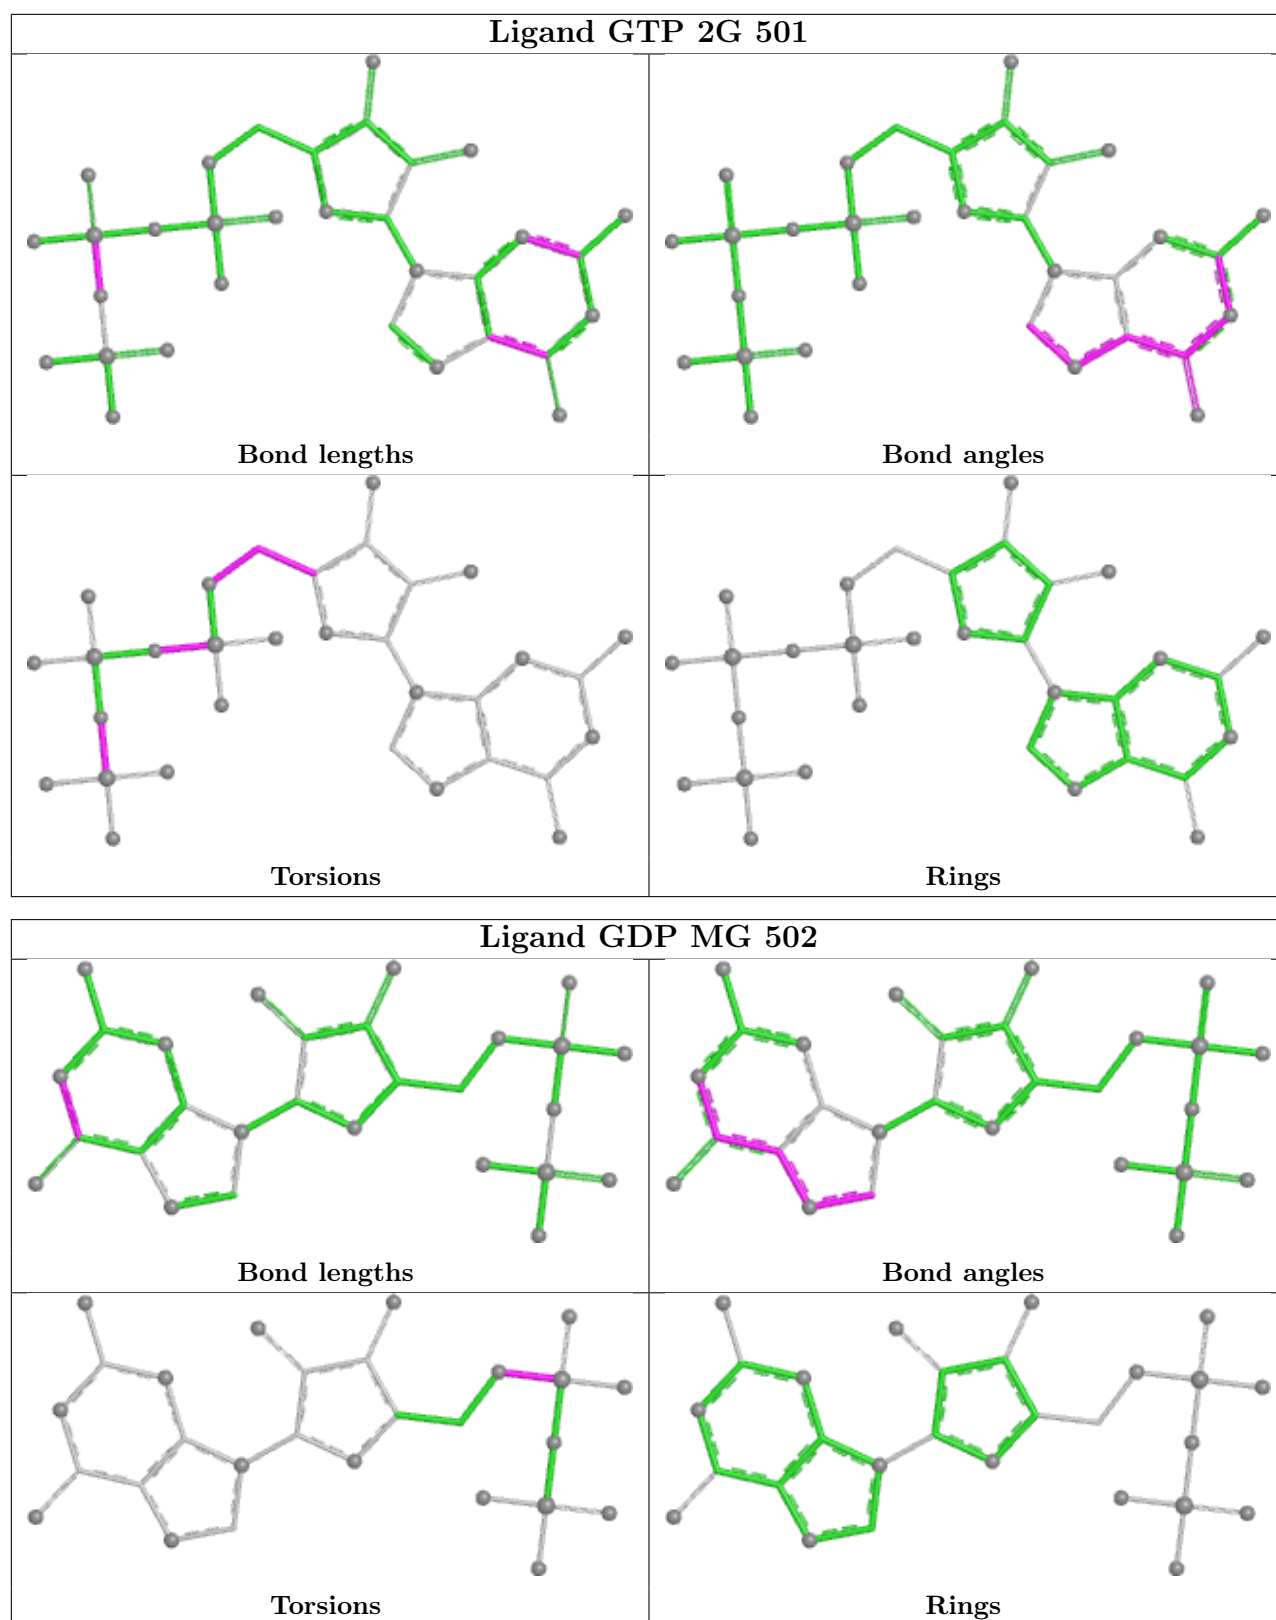 Ligand GTP 2G 501
Bond lengths
Bond angles
Torsions
Rings
Ligand GDP MG 502
Bond lengths
Bond angles
Torsions
Rings